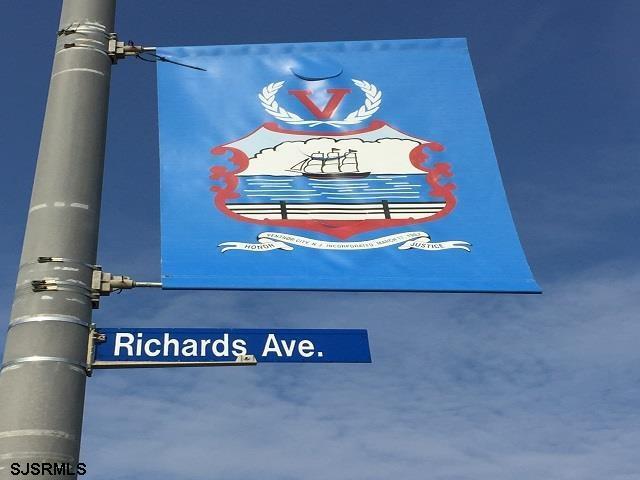 V
VENTNOR CITY, N.J. INCORPORATED, MARCH 17, 1903
HONOR JUSTICE
Richards Ave.
SJSRMLS